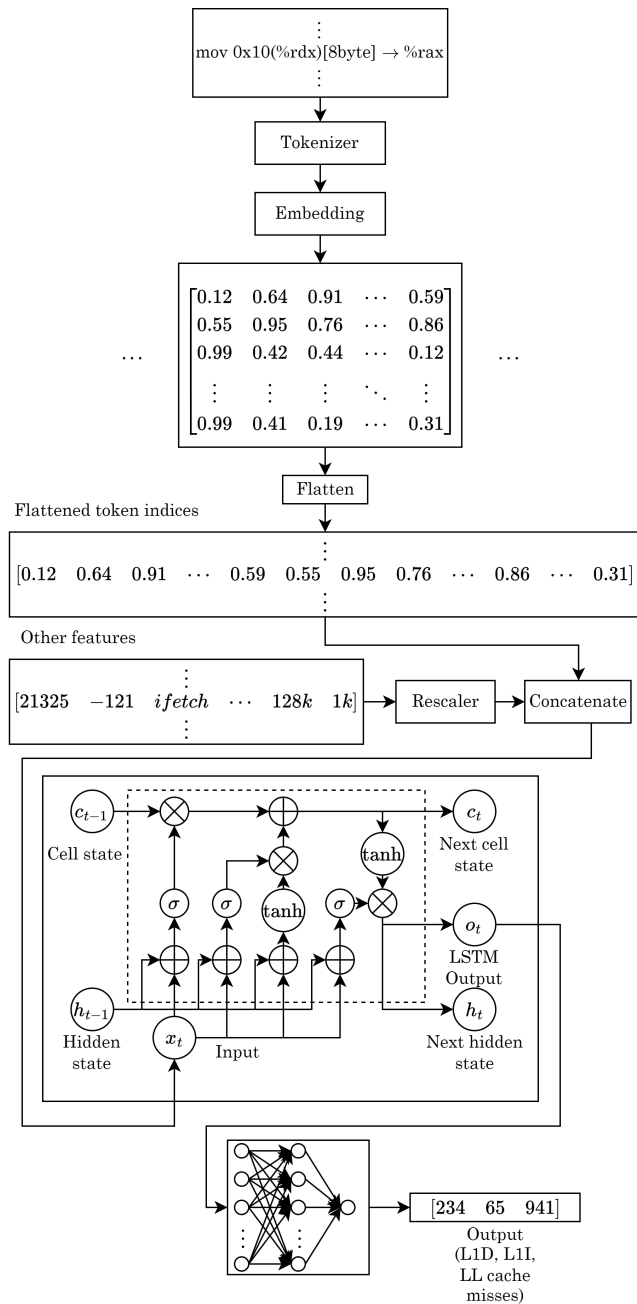 ⋮
mov 0x10(%rdx)[8byte] → %rax
⋮
Tokenizer
Embedding
0.12 0.64 0.91 ⋯ 0.59
0.55 0.95 0.76 ⋯ 0.86
⋯ 0.99 0.42 0.44 ⋯ 0.12 ⋯
⋮ ⋮ ⋮ ⋱ ⋮
0.99 0.41 0.19 ⋯ 0.31
Flatten
Flattened token indices
⋮
[0.12 0.64 0.91 ⋯ 0.59 0.55 0.95 0.76 ⋯ 0.86 ⋯ 0.31]
⋮
Other features
⋮
[21325 −121 ifetch ⋯ 128k 1k]
⋮
Rescaler
Concatenate
c_{t−1}
Cell state
c_t
Next cell
state
tanh
σ
σ
tanh
σ
o_t
LSTM
Output
h_{t−1}
Hidden
state
x_t
Input
h_t
Next hidden
state
⋮ ⋮
[234 65 941]
Output
(L1D, L1I,
LL cache
misses)